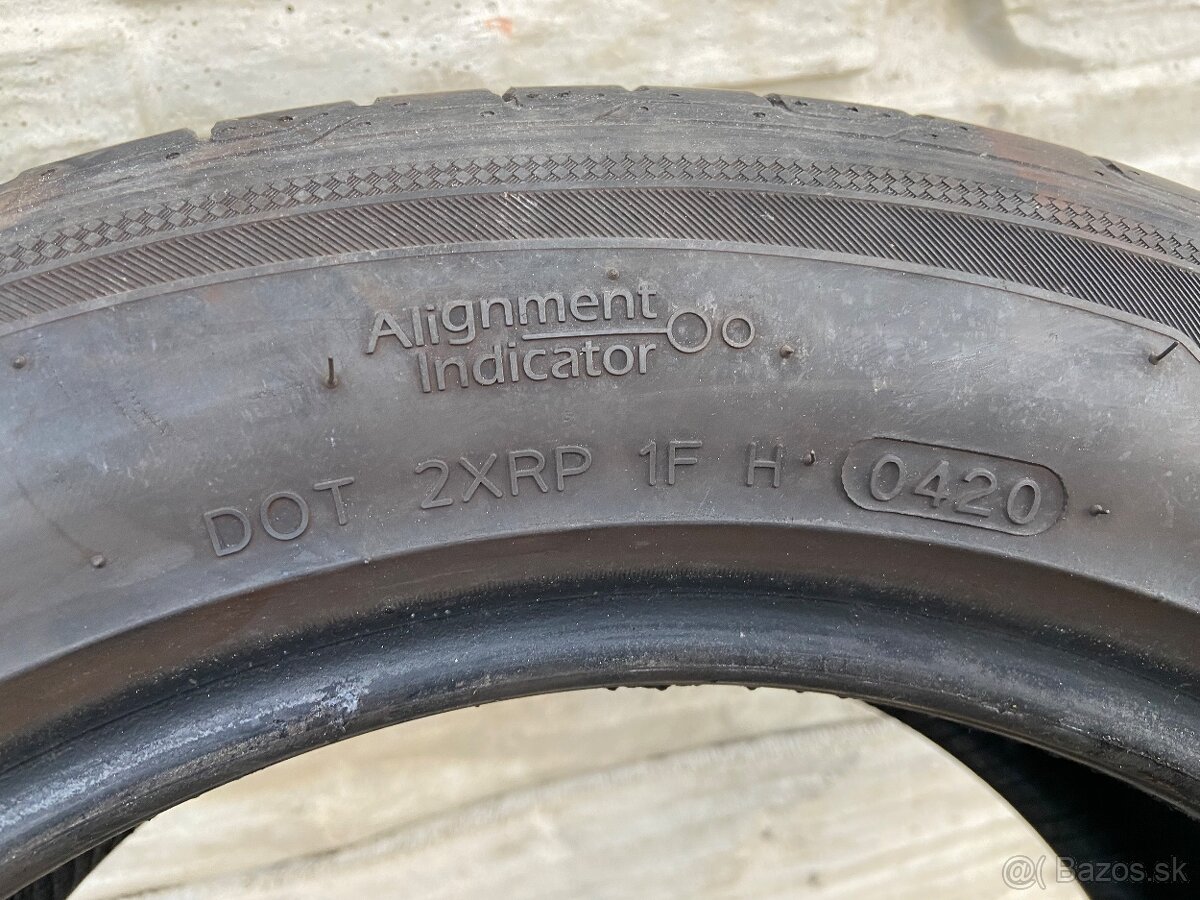 Alignment
Indicator
DOT 2XRP 1F H 0420
@( Bazos.sk